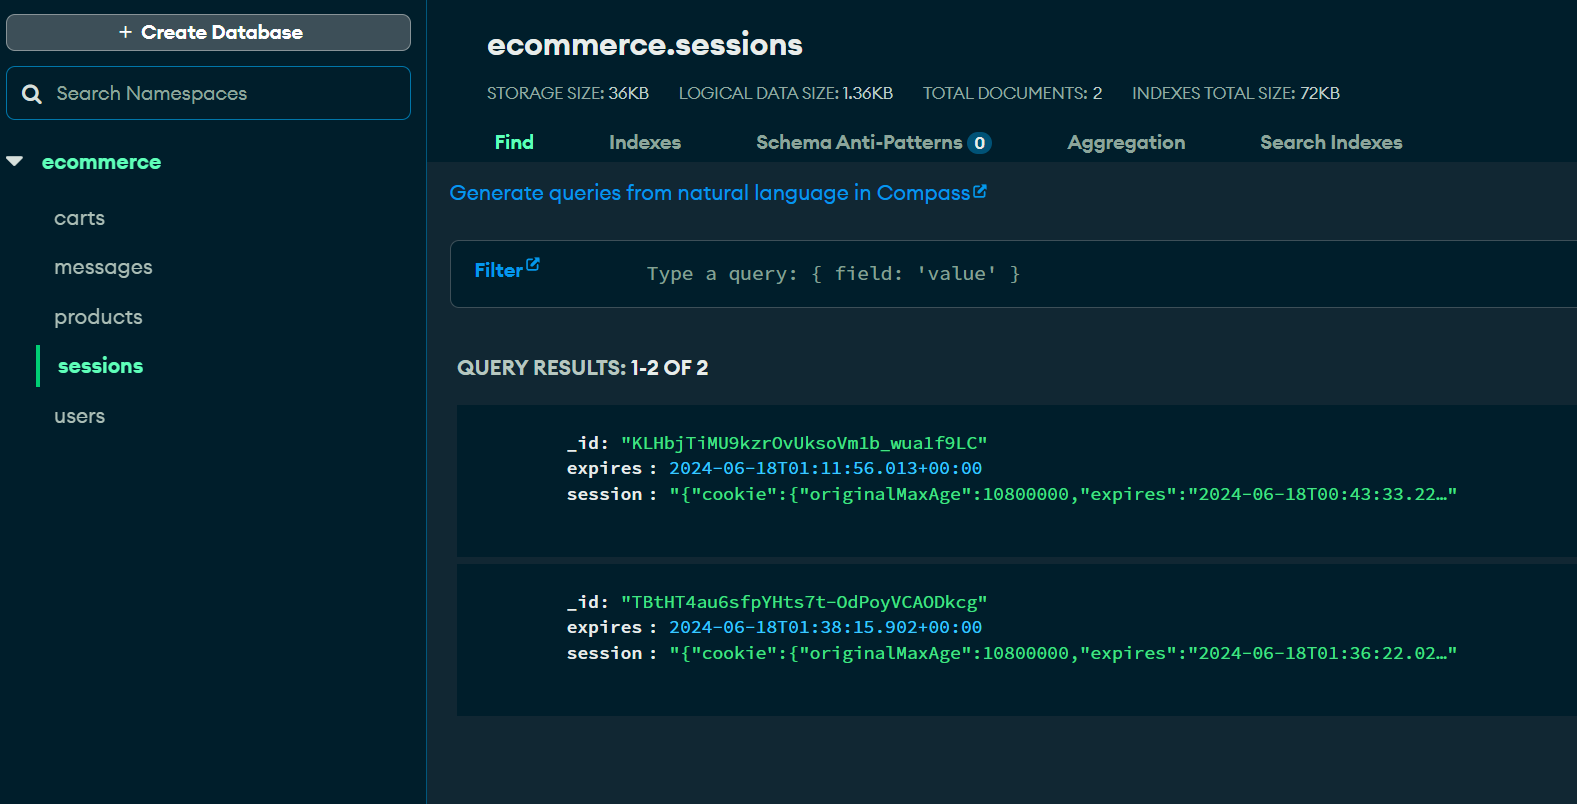 + Create Database
Search Namespaces
ecommerce
carts
messages
products
sessions
users
ecommerce.sessions
STORAGE SIZE: 36KB LOGICAL DATA SIZE: 1.36KB TOTAL DOCUMENTS: 2 INDEXES TOTAL SIZE: 72KB
Find Indexes Schema Anti-Patterns 0 Aggregation Search Indexes
Generate queries from natural language in Compass
Filter Type a query: { field: 'value' }
QUERY RESULTS: 1-2 OF 2
_id: "KLHbjTiMU9kzrOvUksoVm1b_wua1f9LC"
expires : 2024-06-18T01:11:56.013+00:00
session : "{"cookie":{"originalMaxAge":10800000,"expires":"2024-06-18T00:43:33.22…"
_id: "TBtHT4au6sfpYHts7t-OdPoyVCAODkcg"
expires : 2024-06-18T01:38:15.902+00:00
session : "{"cookie":{"originalMaxAge":10800000,"expires":"2024-06-18T01:36:22.02…"